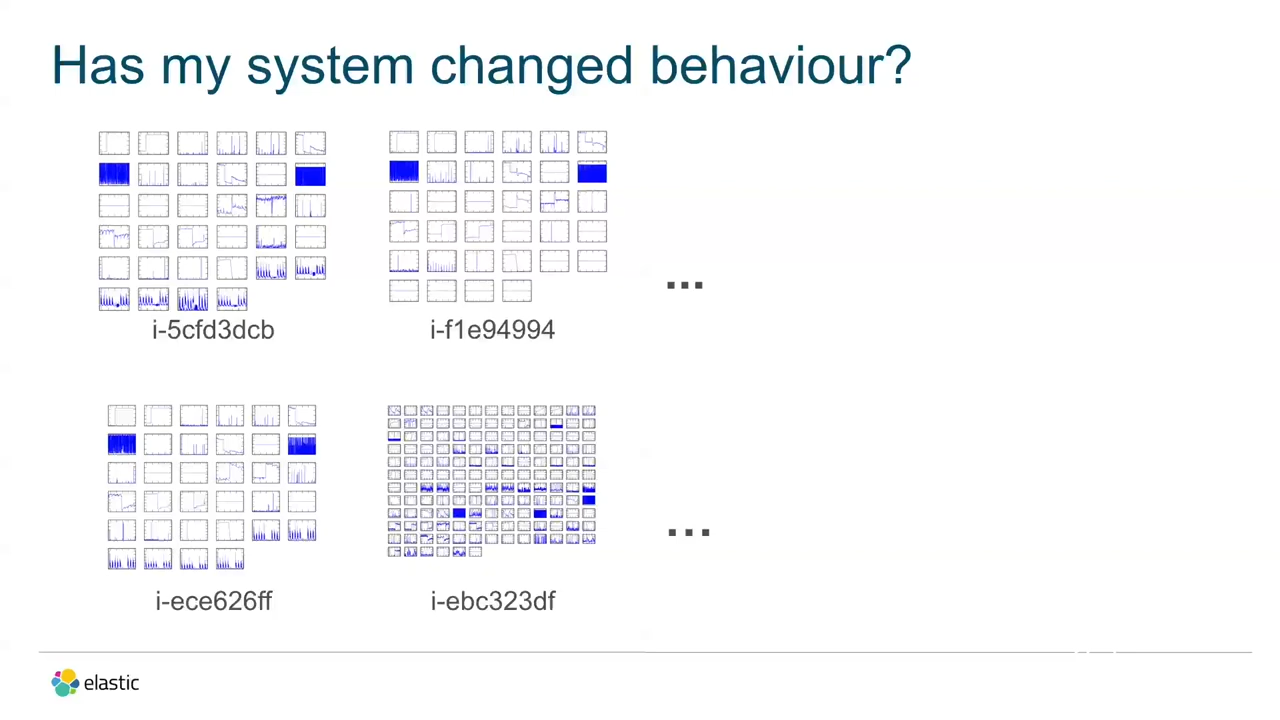 Has my system changed behaviour?
...
i-5cfd3dcb
i-f1e94994
...
i-ece626ff
i-ebc323df
elastic